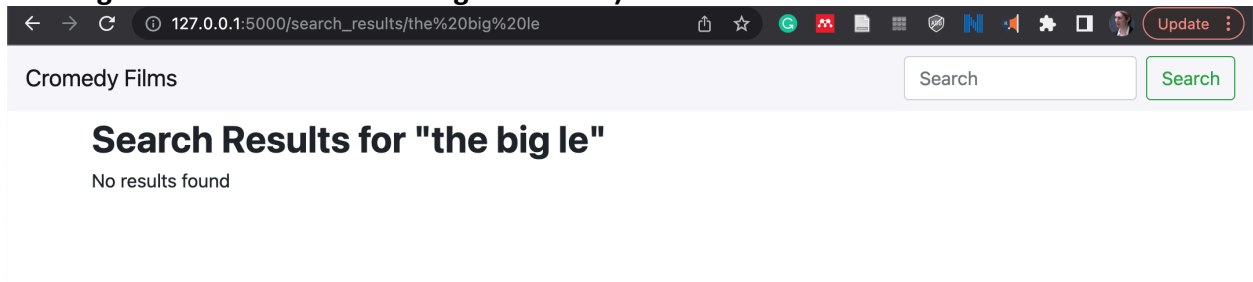 127.0.0.1:5000/search_results/the%20big%20le
Update
Cromedy Films
Search
Search
Search Results for "the big le"
No results found